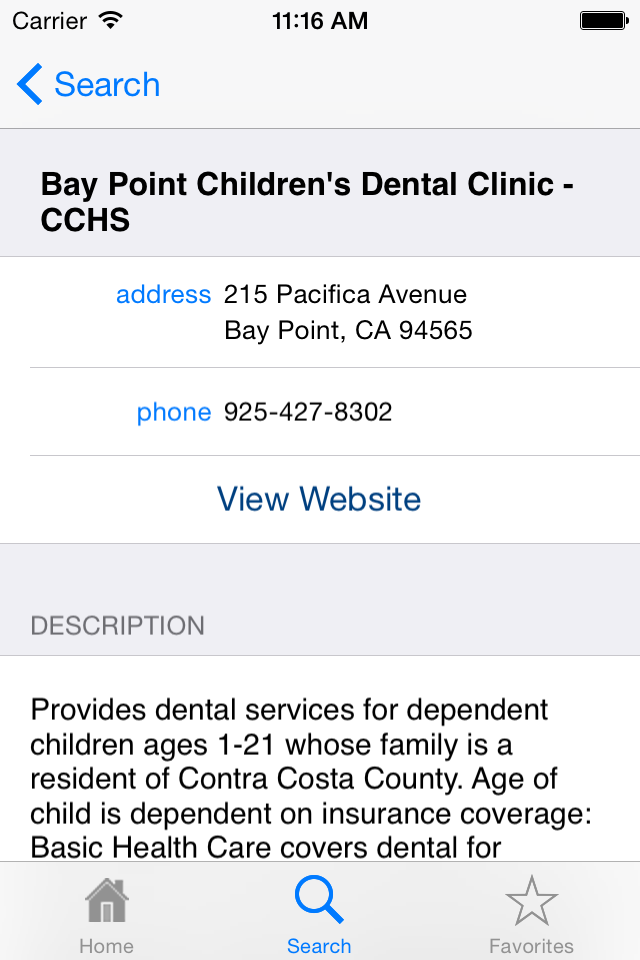 Carrier 11:16 AM
Search
Bay Point Children's Dental Clinic -
CCHS
address 215 Pacifica Avenue
Bay Point, CA 94565
phone 925-427-8302
View Website
DESCRIPTION
Provides dental services for dependent
children ages 1-21 whose family is a
resident of Contra Costa County. Age of
child is dependent on insurance coverage:
Basic Health Care covers dental for
Home Search Favorites